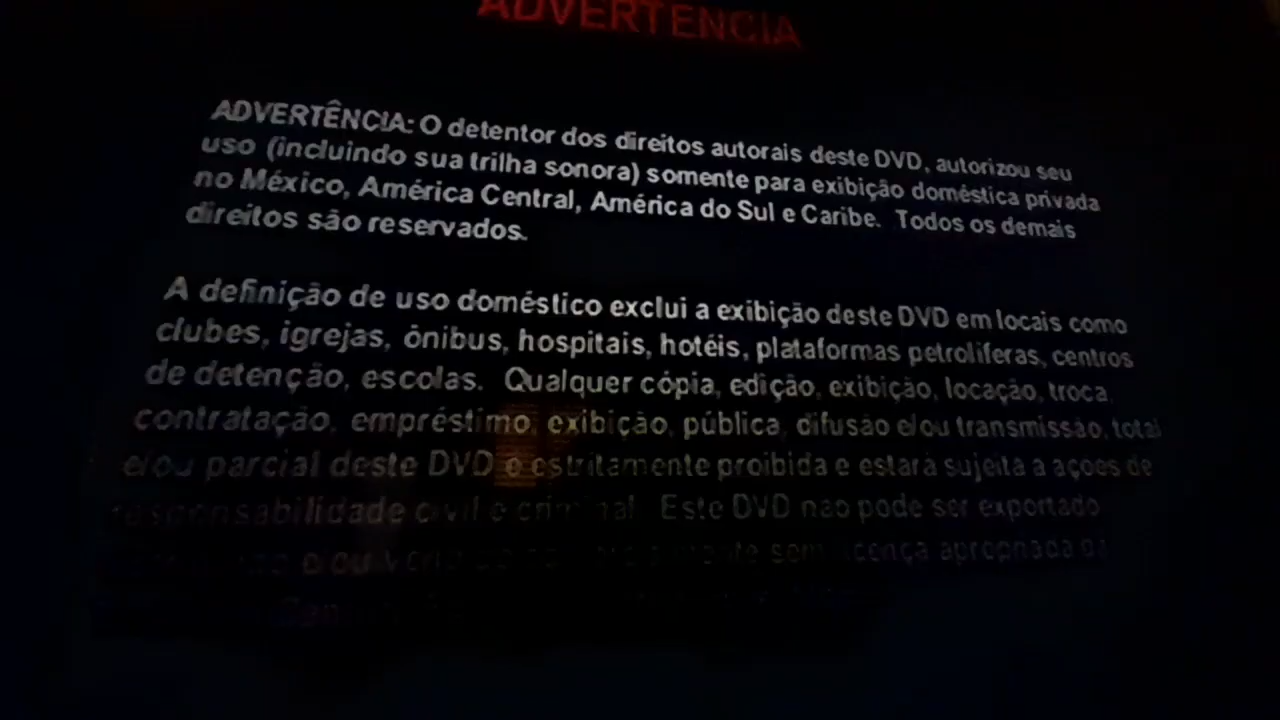 ADVERTENCIA
ADVERTÊNCIA: O detentor dos direitos autorais deste DVD, autorizou seu
uso (incluindo sua trilha sonora) somente para exibição doméstica privada
no México, América Central, América do Sul e Caribe. Todos os demais
direitos são reservados.
A definição de uso doméstico exclui a exibição deste DVD em locais como
clubes, igrejas, ônibus, hospitais, hotéis, plataformas petrolíferas, centros
de detenção, escolas. Qualquer cópia, edição, exibição, locação, troca,
contratação, empréstimo, exibição, pública, difusão e/ou transmissão, total
e/ou parcial deste DVD é estritamente proibida e estará sujeita a ações de
responsabilidade civil e criminal. Este DVD não pode ser exportado
e ou sem licença apropriada